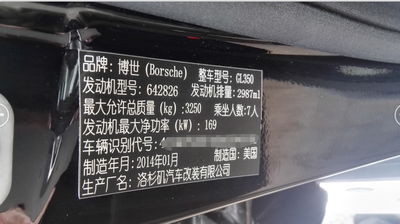 品牌：博世(Borsche) 整车型号：GL350
发动机型号：642826 发动机排量：2987ml
最大允许总质量(kg)：3250 乘坐人数：7人
发动机最大净功率(kW)：169
车辆识别代号：
制造年月：2014年01月 制造国：美国
生产厂名：洛杉矶汽车改装有限公司